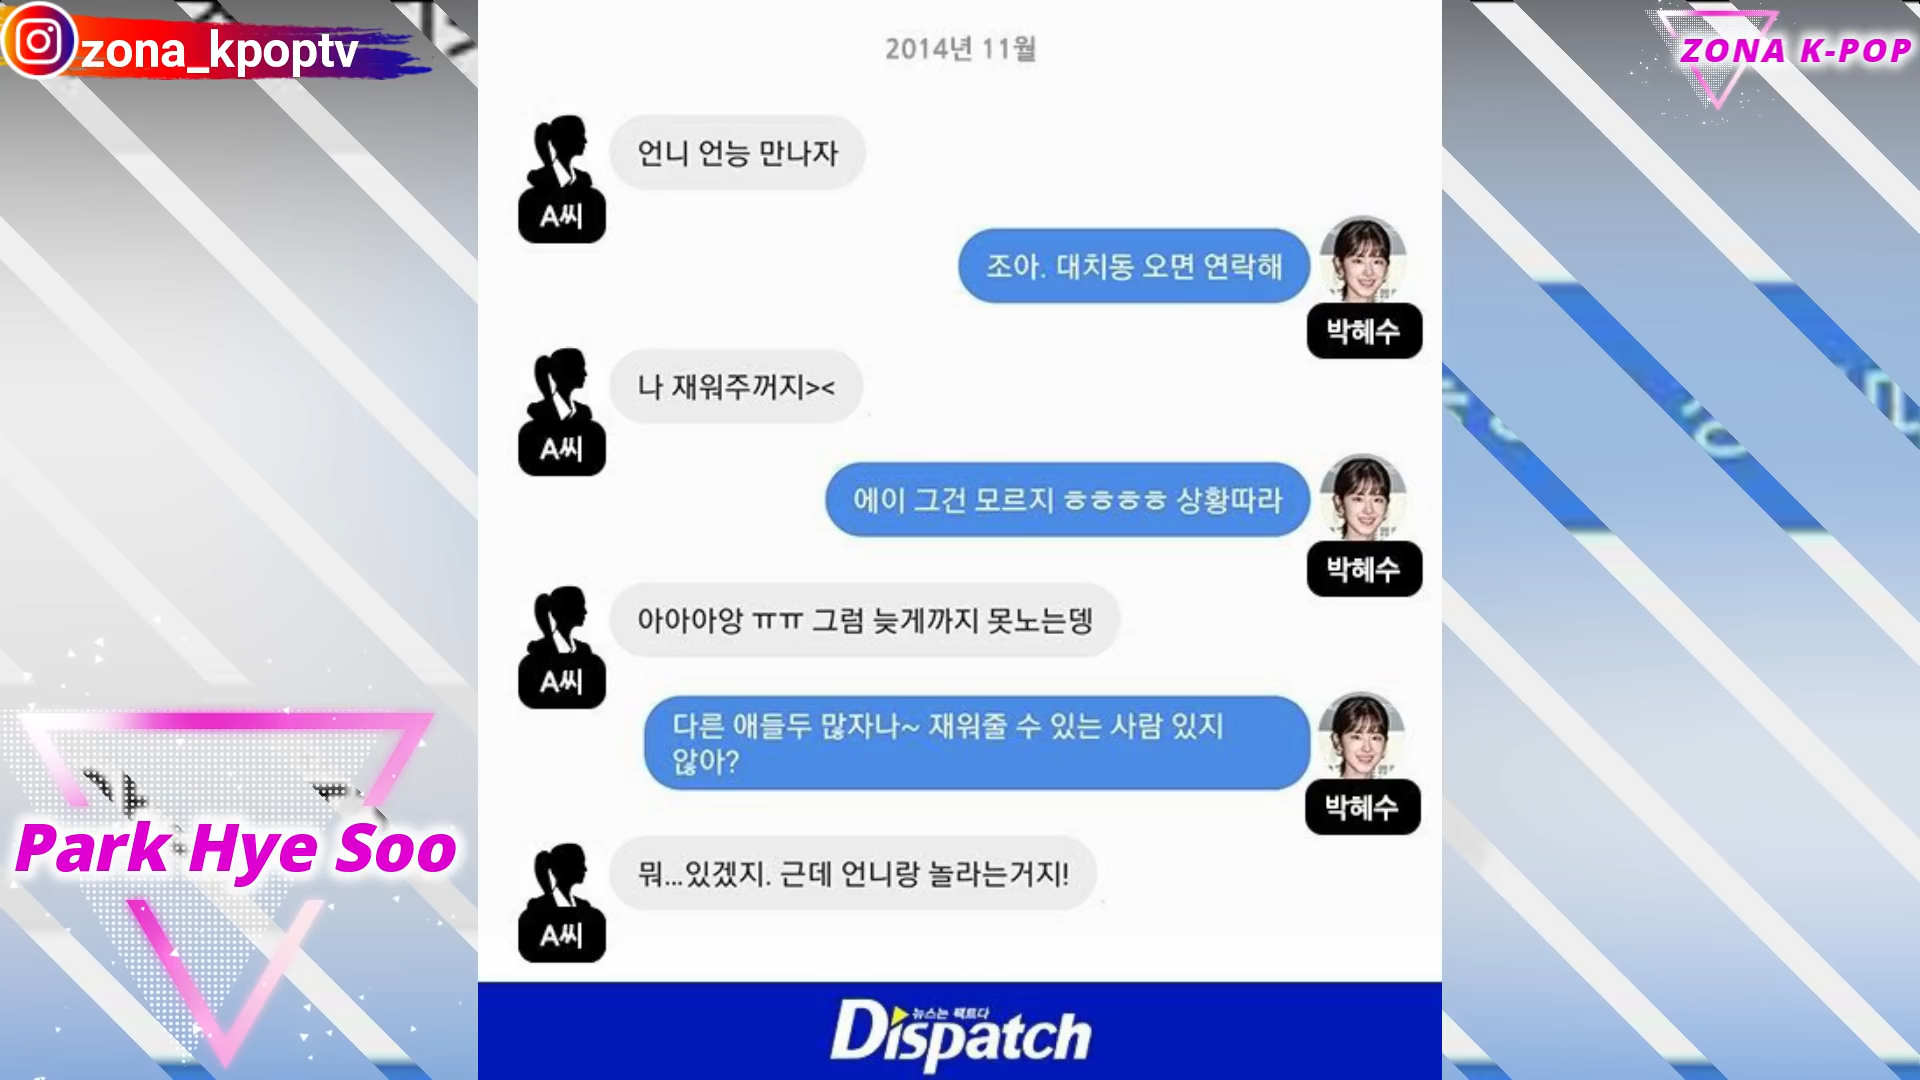 zona_kpoptv
ZONA K-POP
2014년 11월
언니 언능 만나자
A씨
조아. 대치동 오면 연락해
박혜수
나 재워주꺼지><
A씨
에이 그건 모르지 ㅎㅎㅎㅎ 상황따라
박혜수
아아아앙 ㅠㅠ 그럼 늦게까지 못노는뎅
A씨
다른 애들두 많자나~ 재워줄 수 있는 사람 있지
않아?
박혜수
뭐...있겠지. 근데 언니랑 놀라는거지!
A씨
Park Hye Soo
뉴스는 팩트다
Dispatch